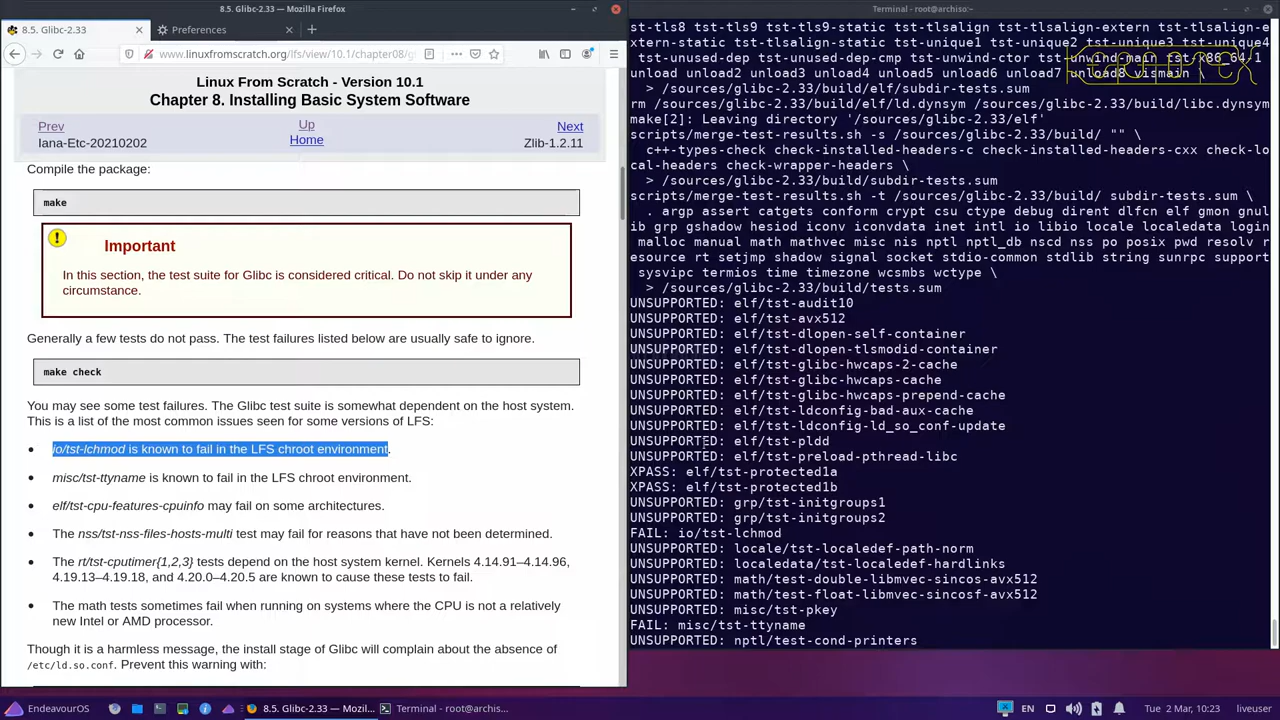 8.5. Glibc-2.33 — Mozilla Firefox
8.5. Glibc-2.33
Preferences
www.linuxfromscratch.org/lfs/view/10.1/chapter08/g
Linux From Scratch - Version 10.1
Chapter 8. Installing Basic System Software
Prev
Up
Next
Iana-Etc-20210202
Home
Zlib-1.2.11
Compile the package:
make
Important
In this section, the test suite for Glibc is considered critical. Do not skip it under any
circumstance.
Generally a few tests do not pass. The test failures listed below are usually safe to ignore.
make check
You may see some test failures. The Glibc test suite is somewhat dependent on the host system.
This is a list of the most common issues seen for some versions of LFS:
io/tst-lchmod is known to fail in the LFS chroot environment.
misc/tst-ttyname is known to fail in the LFS chroot environment.
elf/tst-cpu-features-cpuinfo may fail on some architectures.
The nss/tst-nss-files-hosts-multi test may fail for reasons that have not been determined.
The rt/tst-cputimer{1,2,3} tests depend on the host system kernel. Kernels 4.14.91–4.14.96,
4.19.13–4.19.18, and 4.20.0–4.20.5 are known to cause these tests to fail.
The math tests sometimes fail when running on systems where the CPU is not a relatively
new Intel or AMD processor.
Though it is a harmless message, the install stage of Glibc will complain about the absence of
/etc/ld.so.conf. Prevent this warning with:
Terminal - root@archiso:~
tst-tls8 tst-tls9 tst-tls9-static tst-tlsalign tst-tlsalign-extern tst-tlsalign-e
xtern-static tst-tlsalign-static tst-unique1 tst-unique2 tst-unique3 tst-unique4
tst-unused-dep tst-unused-dep-cmp tst-unwind-ctor tst-unwind-main tst-x86_64/1
unload unload2 unload3 unload4 unload5 unload6 unload7 unload8 vismain \
> /sources/glibc-2.33/build/elf/subdir-tests.sum
rm /sources/glibc-2.33/build/elf/ld.dynsym /sources/glibc-2.33/build/libc.dynsym
make[2]: Leaving directory '/sources/glibc-2.33/elf'
scripts/merge-test-results.sh -s /sources/glibc-2.33/build/ "" \
c++-types-check check-installed-headers-c check-installed-headers-cxx check-lo
cal-headers check-wrapper-headers \
> /sources/glibc-2.33/build/subdir-tests.sum
scripts/merge-test-results.sh -t /sources/glibc-2.33/build/ subdir-tests.sum \
. argp assert catgets conform crypt csu ctype debug dirent dlfcn elf gmon gnul
ib grp gshadow hesiod iconv iconvdata inet intl io libio locale localedata login
malloc manual math mathvec misc nis nptl nptl_db nscd nss po posix pwd resolv r
esource rt setjmp shadow signal socket stdio-common stdlib string sunrpc support
sysvipc termios time timezone wcsmbs wctype \
> /sources/glibc-2.33/build/tests.sum
UNSUPPORTED: elf/tst-audit10
UNSUPPORTED: elf/tst-avx512
UNSUPPORTED: elf/tst-dlopen-self-container
UNSUPPORTED: elf/tst-dlopen-tlsmodid-container
UNSUPPORTED: elf/tst-glibc-hwcaps-2-cache
UNSUPPORTED: elf/tst-glibc-hwcaps-cache
UNSUPPORTED: elf/tst-glibc-hwcaps-prepend-cache
UNSUPPORTED: elf/tst-ldconfig-bad-aux-cache
UNSUPPORTED: elf/tst-ldconfig-ld_so_conf-update
UNSUPPORTED: elf/tst-pldd
UNSUPPORTED: elf/tst-preload-pthread-libc
XPASS: elf/tst-protected1a
XPASS: elf/tst-protected1b
UNSUPPORTED: grp/tst-initgroups1
UNSUPPORTED: grp/tst-initgroups2
FAIL: io/tst-lchmod
UNSUPPORTED: locale/tst-localedef-path-norm
UNSUPPORTED: localedata/tst-localedef-hardlinks
UNSUPPORTED: math/test-double-libmvec-sincos-avx512
UNSUPPORTED: math/test-float-libmvec-sincosf-avx512
UNSUPPORTED: misc/tst-pkey
FAIL: misc/tst-ttyname
UNSUPPORTED: nptl/test-cond-printers
EndeavourOS
8.5. Glibc-2.33 — Mozill...
Terminal - root@archis...
EN
Tue 2 Mar, 10:23
liveuser